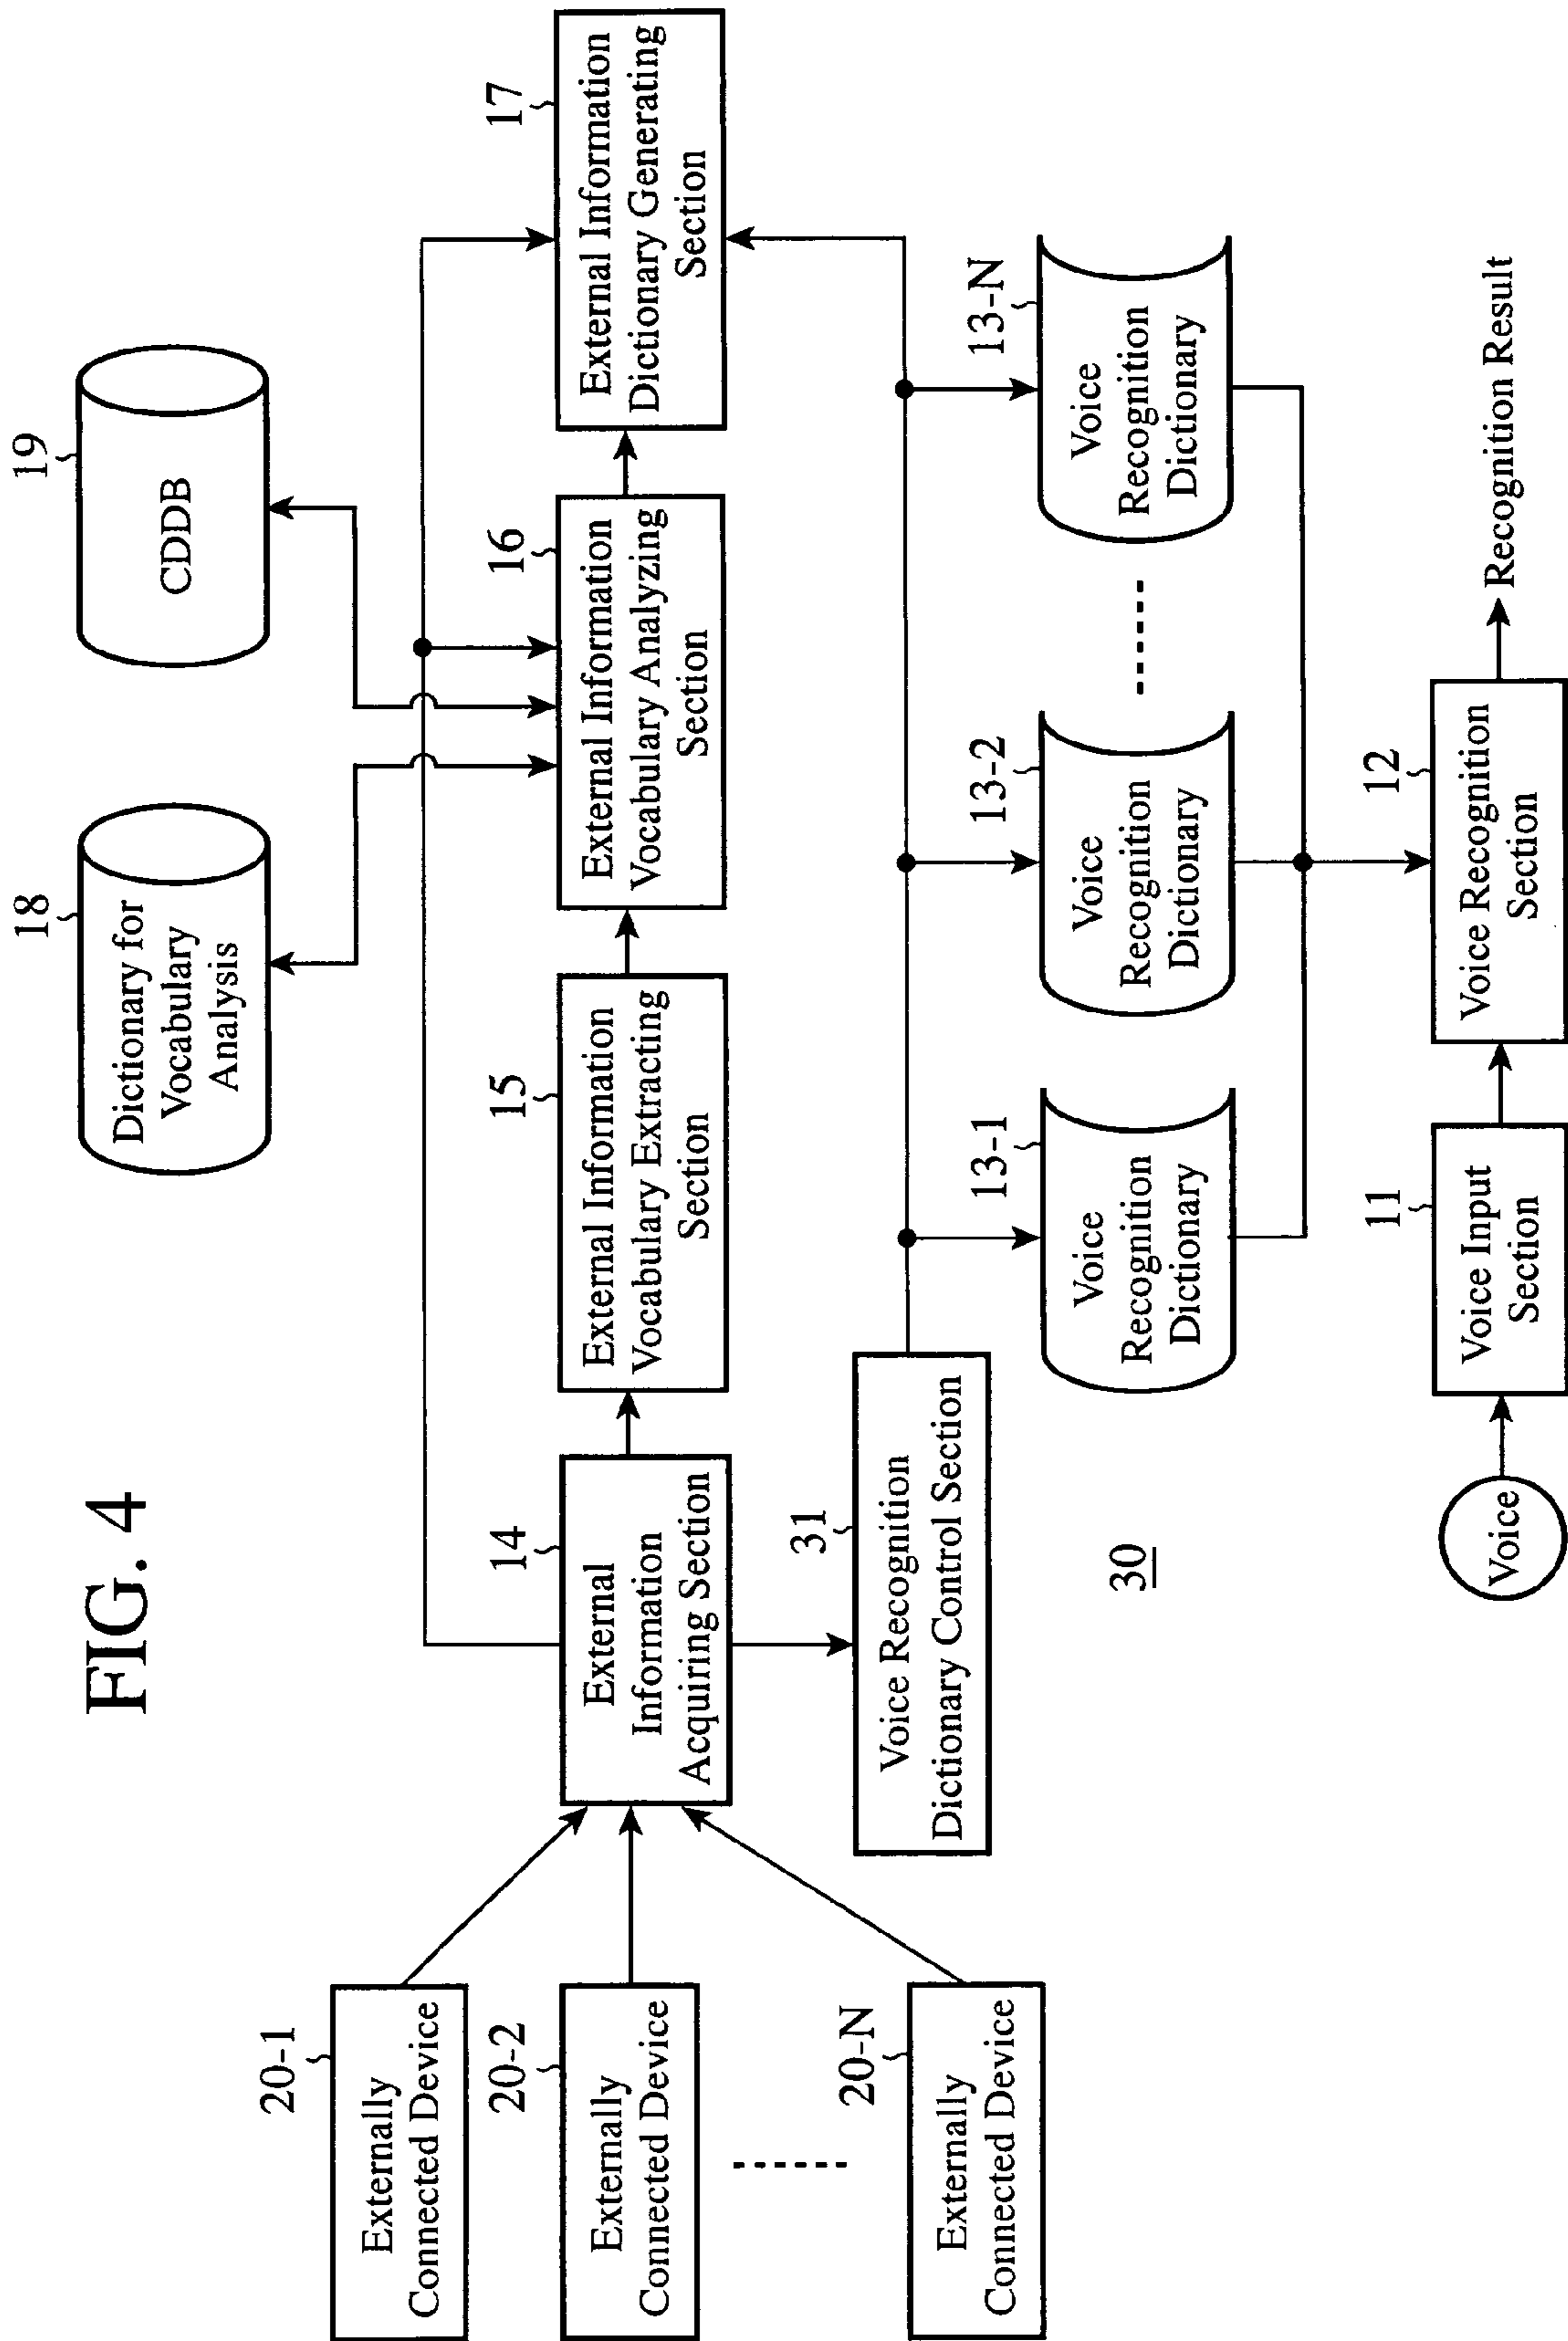 FIG. 4
18
Dictionary for
Vocabulary
Analysis
19
CDDB
20-1
Externally
Connected Device
20-2
Externally
Connected Device
20-N
Externally
Connected Device
14
External
Information
Acquiring Section
15
External Information
Vocabulary Extracting
Section
16
External Information
Vocabulary Analyzing
Section
17
External Information
Dictionary Generating
Section
31
Voice Recognition
Dictionary Control Section
30
13-1
Voice
Recognition
Dictionary
13-2
Voice
Recognition
Dictionary
13-N
Voice
Recognition
Dictionary
Voice
11
Voice Input
Section
12
Voice Recognition
Section
Recognition Result